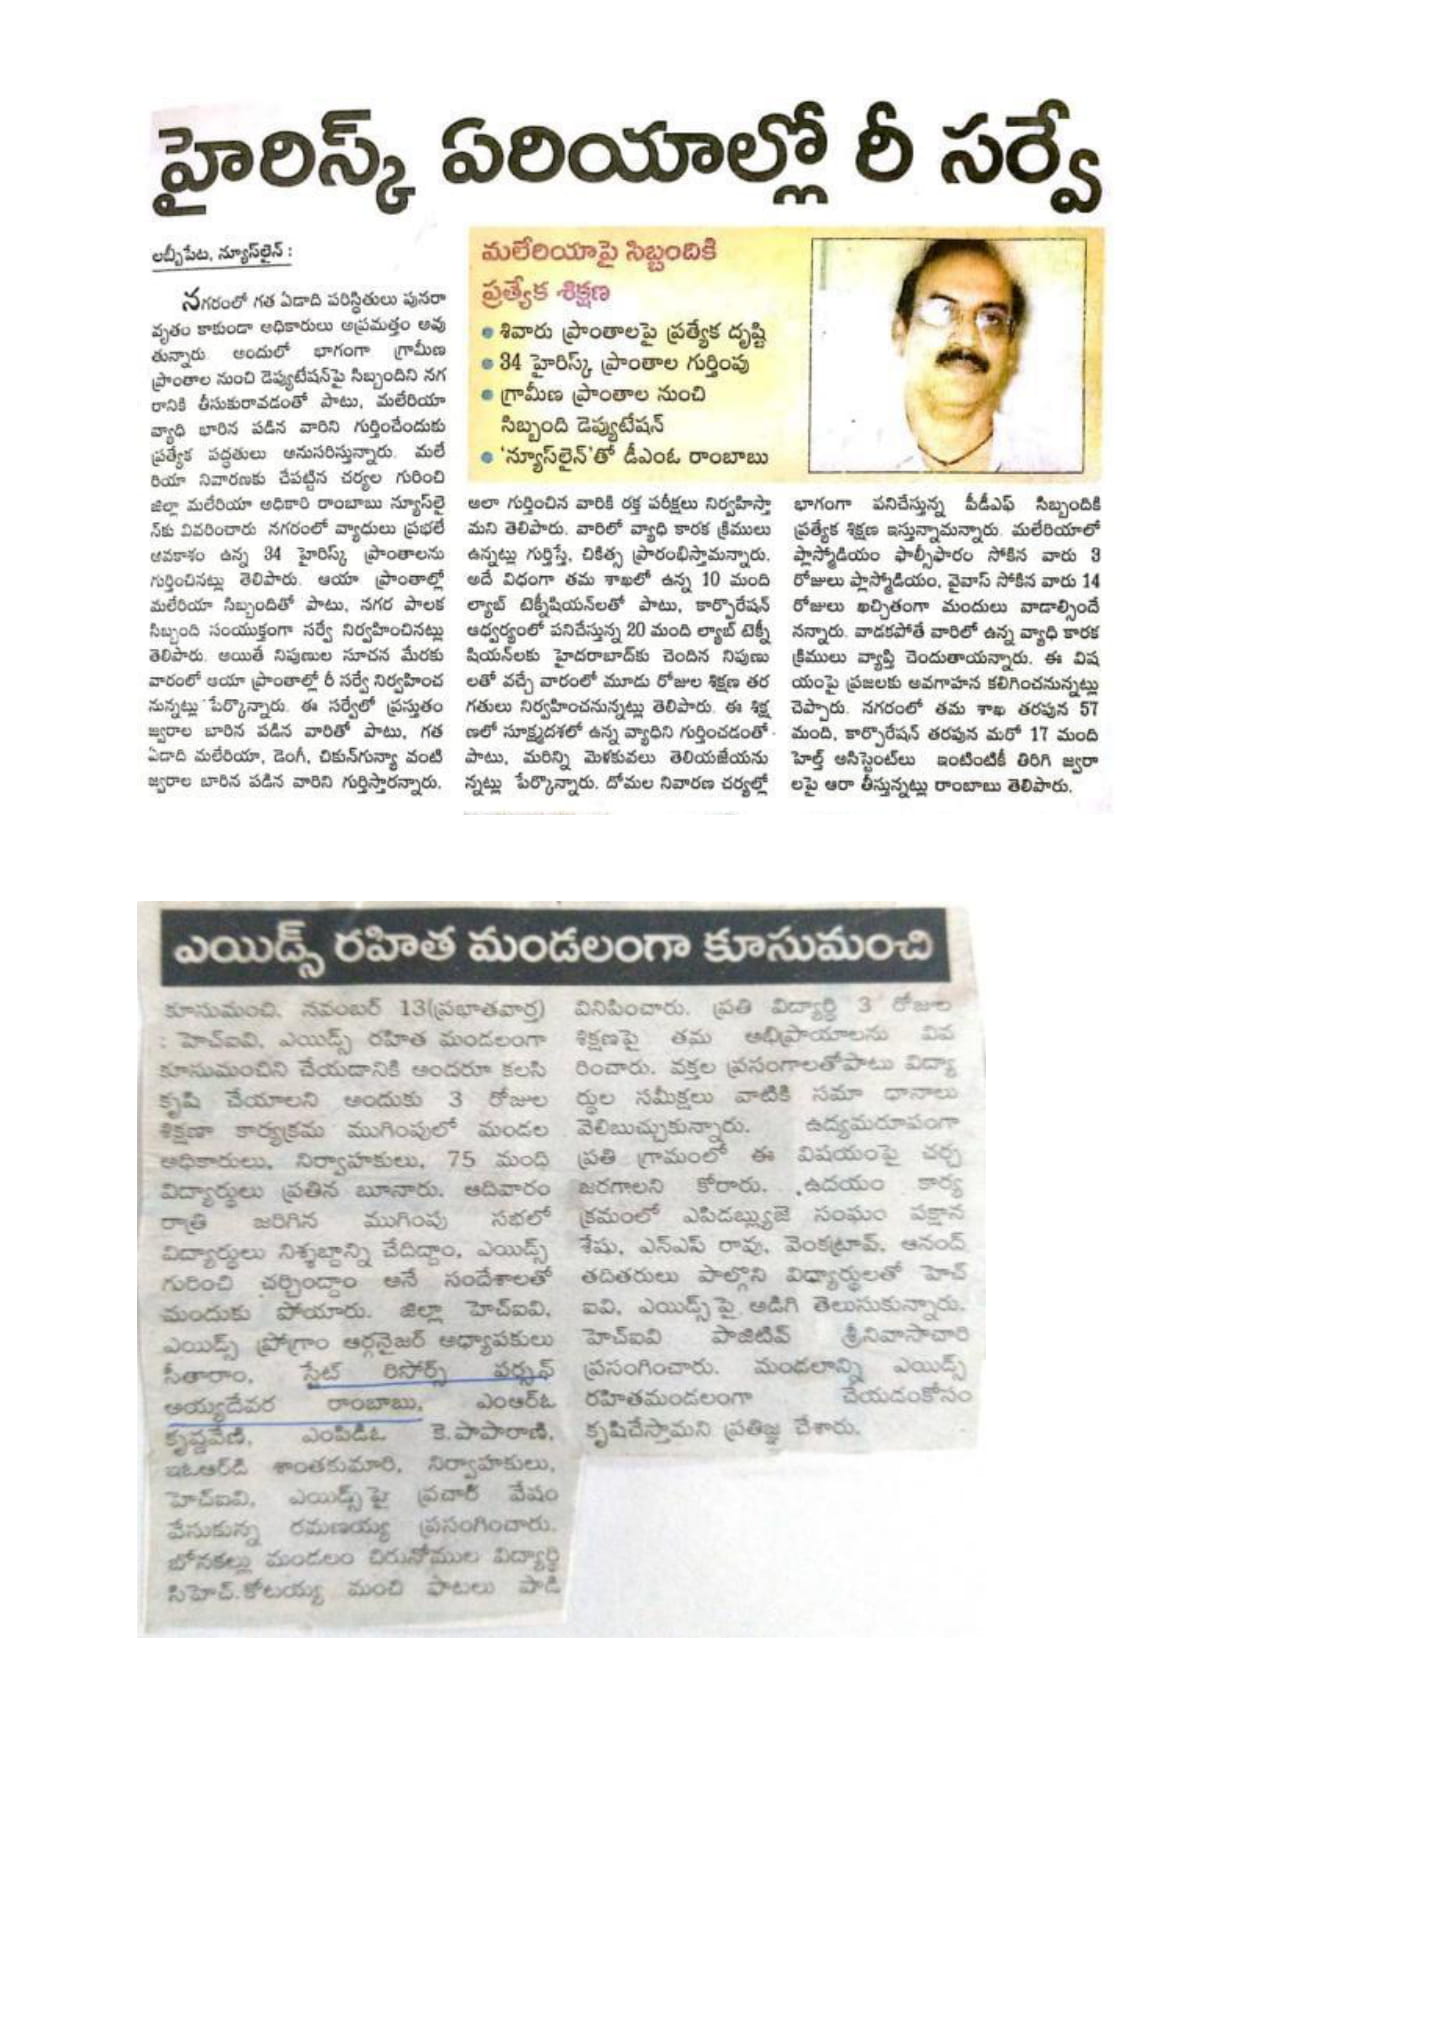 హైరిస్క్ ఏరియాల్లో రీ సర్వే
లబ్బీపేట, న్యూస్‌లైన్ :
నగరంలో గత ఏడాది పరిస్థితులు పునరా
వృతం కాకుండా అధికారులు అప్రమత్తం అవు
తున్నారు. అందులో భాగంగా గ్రామీణ
ప్రాంతాల నుంచి డెప్యుటేషన్‌పై సిబ్బందిని నగ
రానికి తీసుకురావడంతో పాటు, మలేరియా
వ్యాధి భారిన పడిన వారిని గుర్తించేందుకు
ప్రత్యేక పద్ధతులు అనుసరిస్తున్నారు. మలే
రియా నివారణకు చేపట్టిన చర్యల గురించి
జిల్లా మలేరియా అధికారి రాంబాబు న్యూస్‌లై
న్‌కు వివరించారు నగరంలో వ్యాధులు ప్రభలే
అవకాశం ఉన్న 34 హైరిస్క్ ప్రాంతాలను
గుర్తించినట్లు తెలిపారు. ఆయా ప్రాంతాల్లో
మలేరియా సిబ్బందితో పాటు, నగర పాలక
సిబ్బంది సంయుక్తంగా సర్వే నిర్వహించినట్లు
తెలిపారు. అయితే నిపుణుల సూచన మేరకు
వారంలో ఆయా ప్రాంతాల్లో రీ సర్వే నిర్వహించ
నున్నట్లు పేర్కొన్నారు. ఈ సర్వేలో ప్రస్తుతం
జ్వరాల బారిన పడిన వారితో పాటు, గత
ఏడాది మలేరియా, డెంగీ, చికున్‌గున్యా వంటి
జ్వరాల బారిన పడిన వారిని గుర్తిస్తారన్నారు.
మలేరియాపై సిబ్బందికి
ప్రత్యేక శిక్షణ
● శివారు ప్రాంతాలపై ప్రత్యేక దృష్టి
● 34 హైరిస్క్ ప్రాంతాల గుర్తింపు
● గ్రామీణ ప్రాంతాల నుంచి
సిబ్బంది డెప్యుటేషన్
● 'న్యూస్‌లైన్'తో డీఎంఓ రాంబాబు
అలా గుర్తించిన వారికి రక్త పరీక్షలు నిర్వహిస్తా
మని తెలిపారు. వారిలో వ్యాధి కారక క్రిములు
ఉన్నట్లు గుర్తిస్తే, చికిత్స ప్రారంభిస్తామన్నారు.
అదే విధంగా తమ శాఖలో ఉన్న 10 మంది
ల్యాబ్ టెక్నీషియన్‌లతో పాటు, కార్పొరేషన్
ఆధ్వర్యంలో పనిచేస్తున్న 20 మంది ల్యాబ్ టెక్నీ
షియన్‌లకు హైదరాబాద్‌కు చెందిన నిపుణు
లతో వచ్చే వారంలో మూడు రోజుల శిక్షణ తర
గతులు నిర్వహించనున్నట్లు తెలిపారు. ఈ శిక్ష
ణలో సూక్ష్మదశలో ఉన్న వ్యాధిని గుర్తించడంతో
పాటు, మరిన్ని మెళకువలు తెలియజేయను
న్నట్లు పేర్కొన్నారు. దోమల నివారణ చర్యల్లో
భాగంగా పనిచేస్తున్న పీడీఎఫ్ సిబ్బందికి
ప్రత్యేక శిక్షణ ఇస్తున్నామన్నారు. మలేరియాలో
ప్లాస్మోడియం ఫాల్సీఫారం సోకిన వారు 3
రోజులు ప్లాస్మోడియం, వైవాస్ సోకిన వారు 14
రోజులు ఖచ్చితంగా మందులు వాడాల్సిందే
నన్నారు. వాడకపోతే వారిలో ఉన్న వ్యాధి కారక
క్రిములు వ్యాప్తి చెందుతాయన్నారు. ఈ విష
యంపై ప్రజలకు అవగాహన కలిగించనున్నట్లు
చెప్పారు. నగరంలో తమ శాఖ తరపున 57
మంది, కార్పొరేషన్ తరపున మరో 17 మంది
హెల్త్ అసిస్టెంట్‌లు ఇంటింటికీ తిరిగి జ్వరా
లపై ఆరా తీస్తున్నట్లు రాంబాబు తెలిపారు.
ఎయిడ్స్ రహిత మండలంగా కూసుమంచి
కూసుమంచి, నవంబర్ 13(ప్రభాతవార్త)
: హెచ్ఐవి, ఎయిడ్స్ రహిత మండలంగా
కూసుమంచిని చేయడానికి అందరూ కలసి
కృషి చేయాలని అందుకు 3 రోజుల
శిక్షణా కార్యక్రమ ముగింపులో మండల
అధికారులు, నిర్వాహకులు, 75 మంది
విద్యార్థులు ప్రతిన బూనారు. ఆదివారం
రాత్రి జరిగిన ముగింపు సభలో
విద్యార్థులు నిశ్శబ్దాన్ని చేదిద్దాం, ఎయిడ్స్
గురించి చర్చిద్దాం అనే సందేశాలతో
మందుకు పోయారు. జిల్లా హెచ్ఐవి,
ఎయిడ్స్ ప్రోగ్రాం ఆర్గనైజర్ అధ్యాపకులు
సీతారాం, స్టేట్ రిసోర్స్ పర్సన్
అయ్యదేవర రాంబాబు, ఎంఆర్ఓ
కృష్ణవేణి, ఎంపిడిఓ కె.పాపారాణి,
ఇఓఆర్‌డి శాంతకుమారి, నిర్వాహకులు,
హెచ్ఐవి, ఎయిడ్స్‌పై ప్రచార వేషం
వేసుకున్న రమణయ్య ప్రసంగించారు.
బోనకల్లు మండలం చిరునోముల విద్యార్థి
సిహెచ్.కోటయ్య మంచి పాటలు పాడి
వినిపించారు. ప్రతి విద్యార్థి 3 రోజుల
శిక్షణపై తమ అభిప్రాయాలను వివ
రించారు. వక్తల ప్రసంగాలతోపాటు విద్యా
ర్థుల సమీక్షలు వాటికి సమా ధానాలు
వెలిబుచ్చుకున్నారు. ఉద్యమరూపంగా
ప్రతి గ్రామంలో ఈ విషయంపై చర్చ
జరగాలని కోరారు. ఉదయం కార్య
క్రమంలో ఎపిడబ్ల్యుజె సంఘం పక్షాన
శేషు, ఎన్ఎస్ రావు, వెంకట్రావ్, ఆనంద్
తదితరులు పాల్గొని విధ్యార్థులతో హెచ్
ఐవి, ఎయిడ్స్‌పై అడిగి తెలుసుకున్నారు.
హెచ్ఐవి పాజిటివ్ శ్రీనివాసాచారి
ప్రసంగించారు. మండలాన్ని ఎయిడ్స్
రహితమండలంగా చేయడంకోసం
కృషిచేస్తామని ప్రతిజ్ఞ చేశారు.